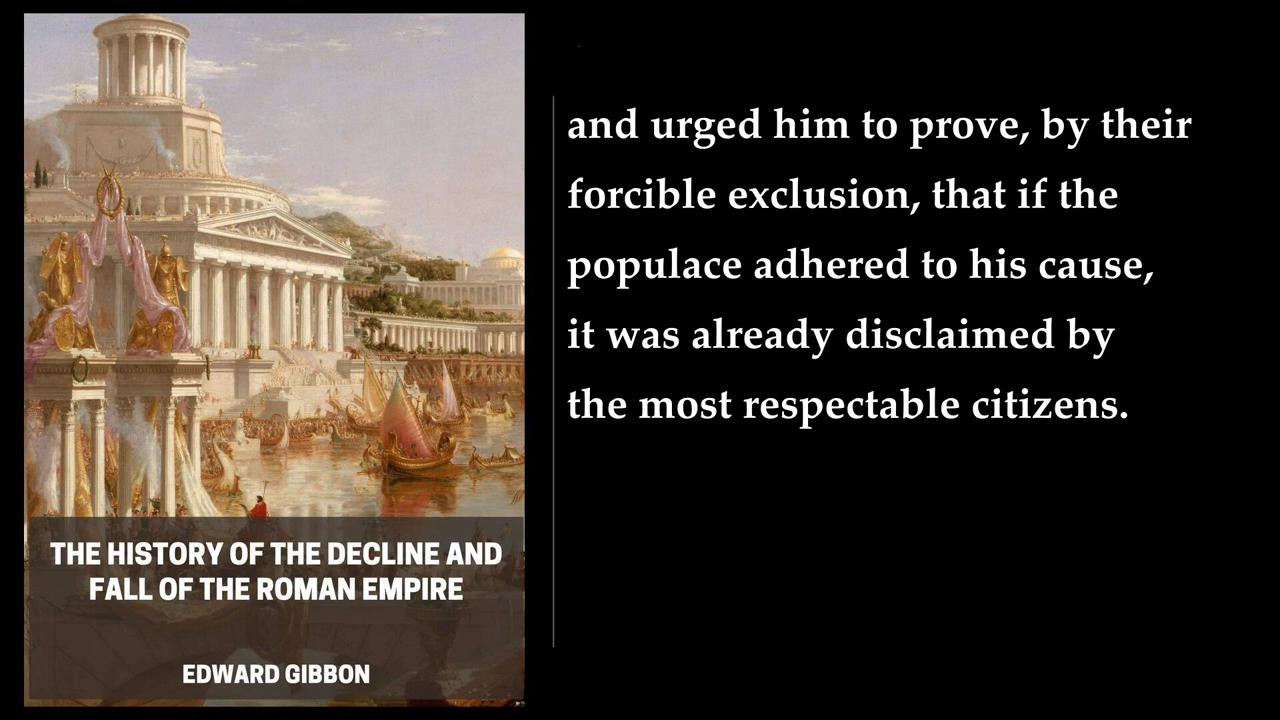 THE HISTORY OF THE DECLINE AND
FALL OF THE ROMAN EMPIRE
EDWARD GIBBON
and urged him to prove, by their
forcible exclusion, that if the
populace adhered to his cause,
it was already disclaimed by
the most respectable citizens.